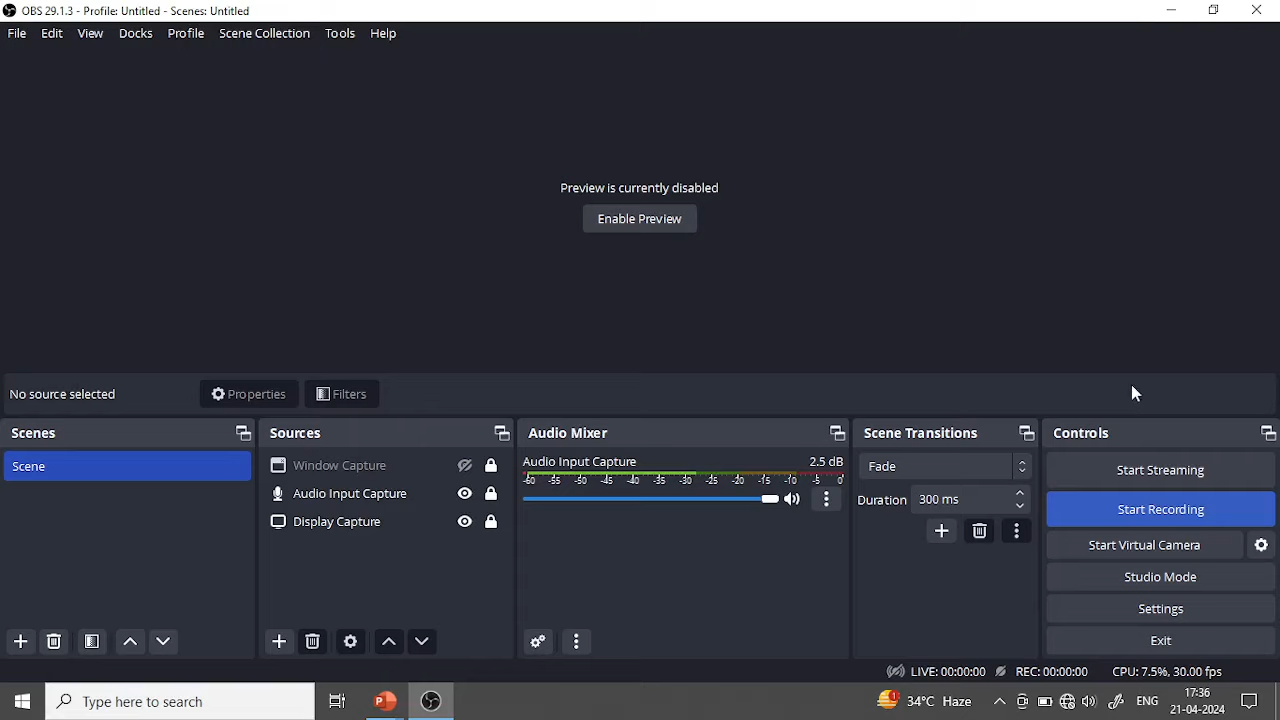 OBS 29.1.3 - Profile: Untitled - Scenes: Untitled
File Edit View Docks Profile Scene Collection Tools Help
Preview is currently disabled
Enable Preview
No source selected Properties Filters
Scenes
Scene
Sources
Window Capture
Audio Input Capture
Display Capture
Audio Mixer
Audio Input Capture 2.5 dB
-60 -55 -50 -45 -40 -35 -30 -25 -20 -15 -10 -5 0
Scene Transitions
Fade
Duration 300 ms
Controls
Start Streaming
Start Recording
Start Virtual Camera
Studio Mode
Settings
Exit
LIVE: 00:00:00 REC: 00:00:00 CPU: 7.5%, 30.00 fps
Type here to search
P
1
34°C Haze
ENG
17:36
21-04-2024